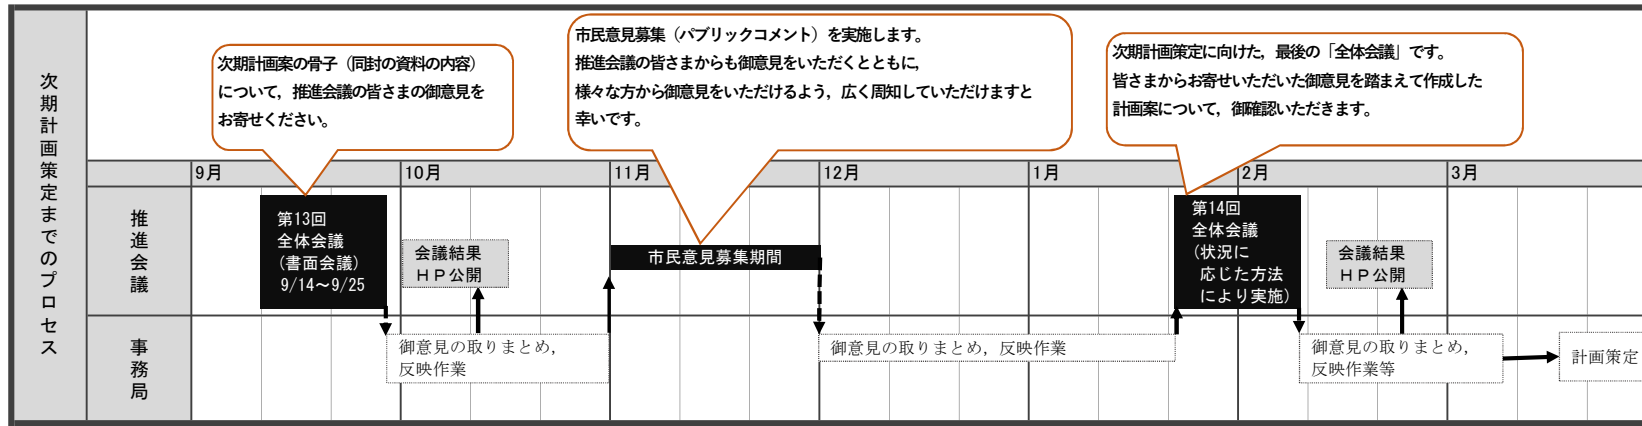 次期計画策定までのプロセス
次期計画案の骨子（同封の資料の内容）
について，推進会議の皆さまの御意見を
お寄せください。
市民意見募集（パブリックコメント）を実施します。
推進会議の皆さまからも御意見をいただくとともに，
様々な方から御意見をいただけるよう，広く周知していただけますと
幸いです。
次期計画策定に向けた，最後の「全体会議」です。
皆さまからお寄せいただいた御意見を踏まえて作成した
計画案について，御確認いただきます。
9月
10月
11月
12月
1月
2月
3月
推進会議
第13回
全体会議
(書面会議)
9/14～9/25
会議結果
ＨＰ公開
市民意見募集期間
第14回
全体会議
(状況に
応じた方法
により実施)
会議結果
ＨＰ公開
事務局
御意見の取りまとめ，
反映作業
御意見の取りまとめ，反映作業
御意見の取りまとめ，
反映作業等
計画策定